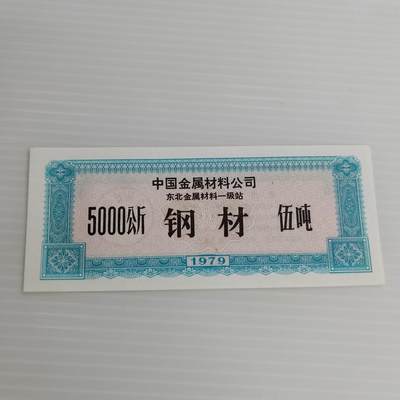 中国金属材料公司
东北金属材料一级站
5000公斤 钢材 伍吨
1979